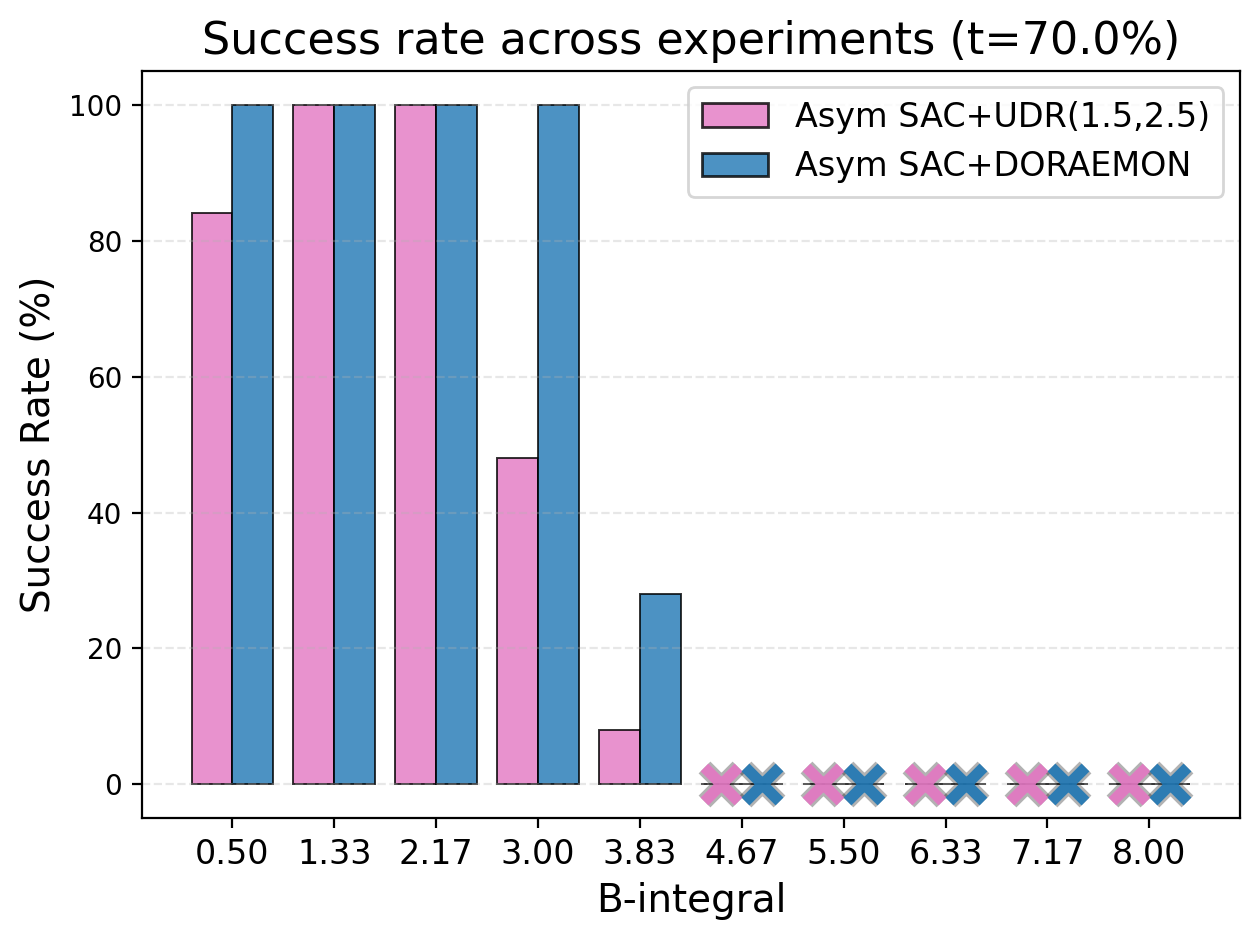 Success rate across experiments (t=70.0%)
Asym SAC+UDR(1.5,2.5)
Asym SAC+DORAEMON
Success Rate (%)
100
80
60
40
20
0
0.50 1.33 2.17 3.00 3.83 4.67 5.50 6.33 7.17 8.00
B-integral